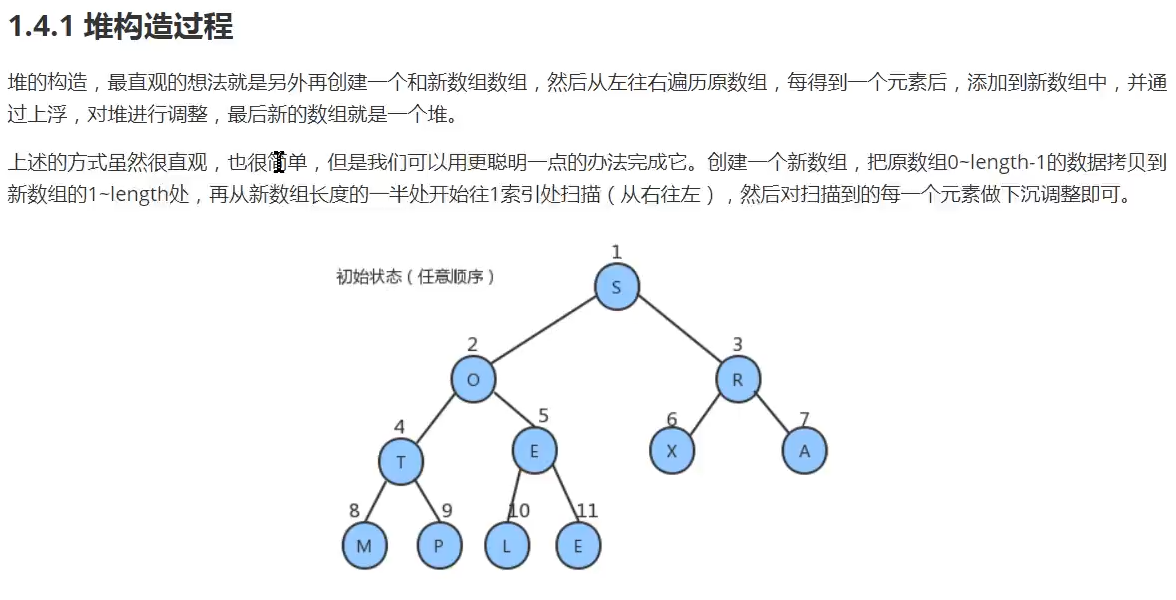 1.4.1 堆构造过程
堆的构造，最直观的想法就是另外再创建一个和新数组数组，然后从左往右遍历原数组，每得到一个元素后，添加到新数组中，并通
过上浮，对堆进行调整，最后新的数组就是一个堆。
上述的方式虽然很直观，也很简单，但是我们可以用更聪明一点的办法完成它。创建一个新数组，把原数组0~length-1的数据拷贝到
新数组的1~length处，再从新数组长度的一半处开始往1索引处扫描（从右往左），然后对扫描到的每一个元素做下沉调整即可。
初始状态（任意顺序）
1
S
2
3
O
R
4
5
6
7
T
E
X
A
8
9
10
11
M
P
L
E